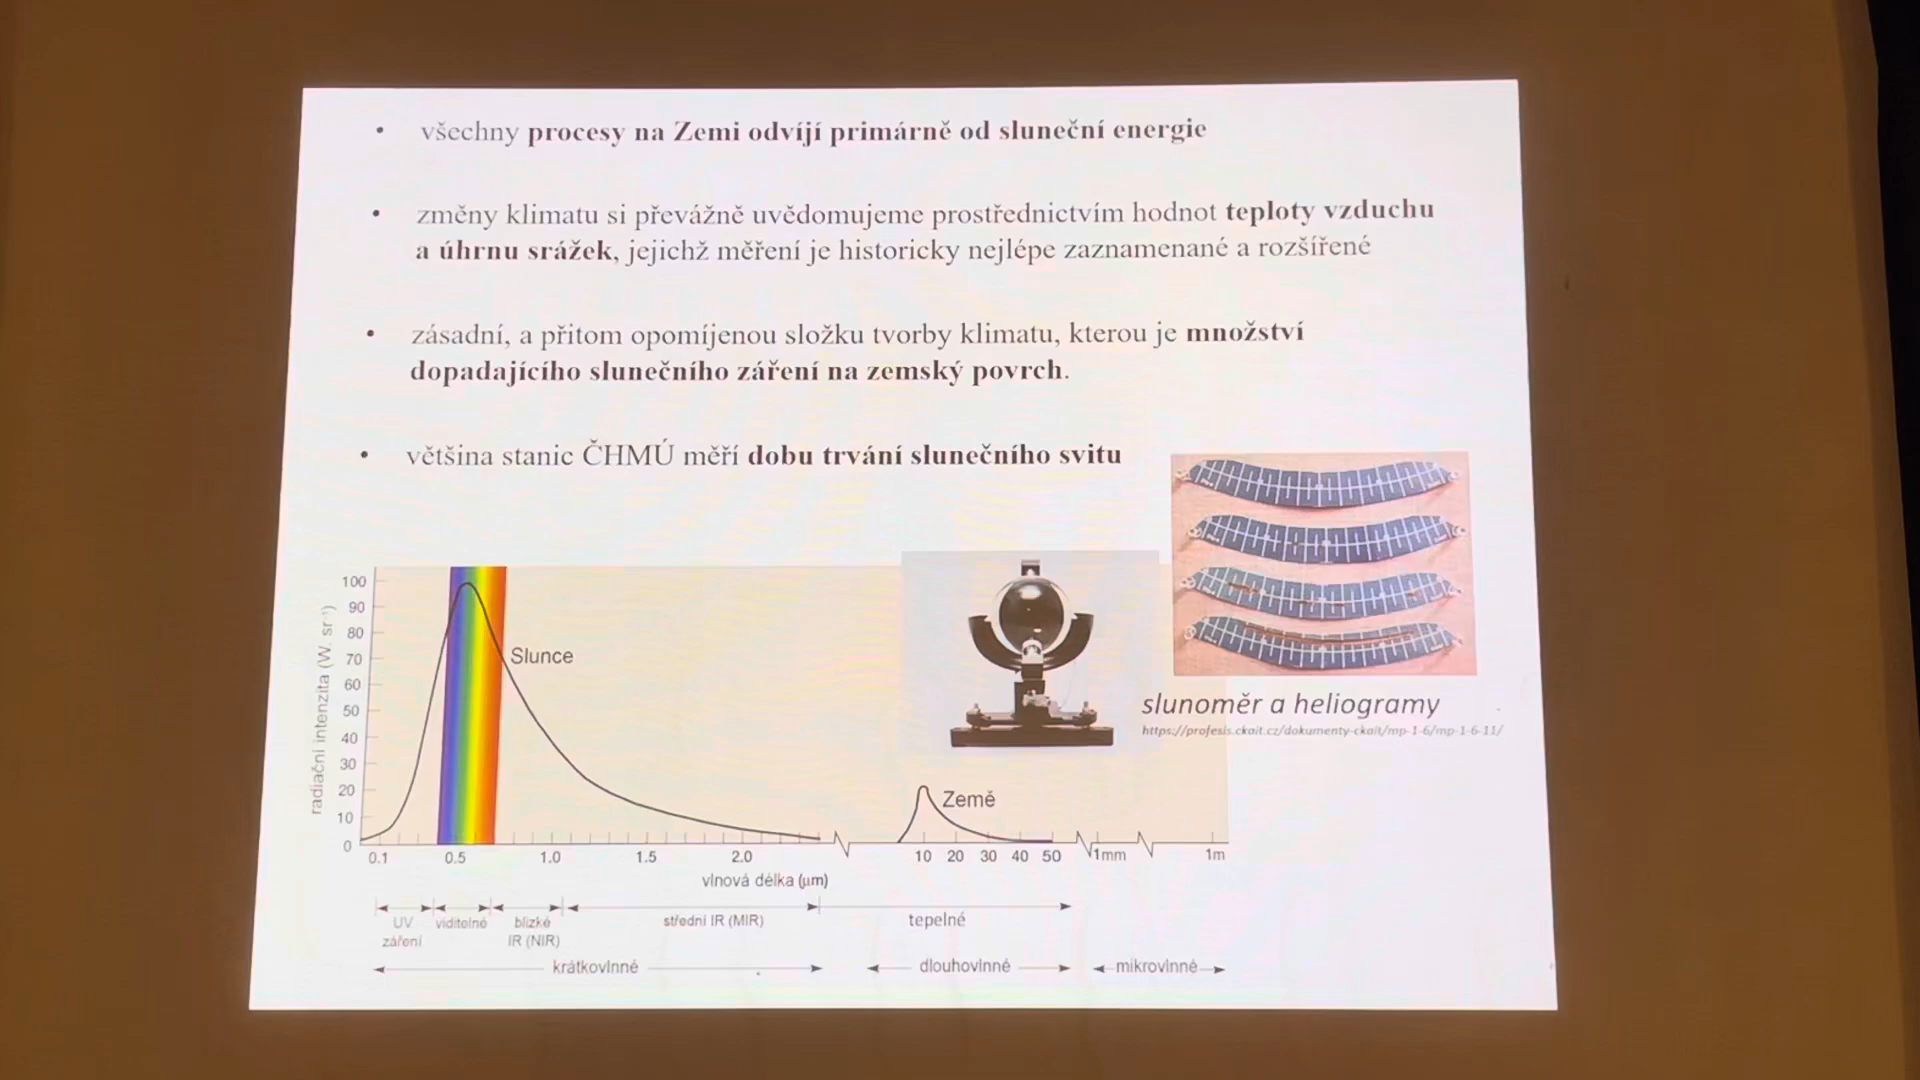 • všechny procesy na Zemi odvíjí primárně od sluneční energie
• změny klimatu si převážně uvědomujeme prostřednictvím hodnot teploty vzduchu
a úhrnu srážek, jejichž měření je historicky nejlépe zaznamenané a rozšířené
• zásadní, a přitom opomíjenou složku tvorby klimatu, kterou je množství
dopadajícího slunečního záření na zemský povrch.
• většina stanic ČHMÚ měří dobu trvání slunečního svitu
slunoměr a heliogramy
https://profesis.ckait.cz/dokumenty-ckait/mp-1-6/mp-1-6-11/
radiační intenzita (W. sr⁻¹)
100
90
80
70
60
50
40
30
20
10
0
Slunce
Země
0.1 0.5 1.0 1.5 2.0 10 20 30 40 50 1mm 1m
vlnová délka (μm)
UV viditelné blízké střední IR (MIR) tepelné
záření IR (NIR)
krátkovlnné dlouhovlnné mikrovlnné